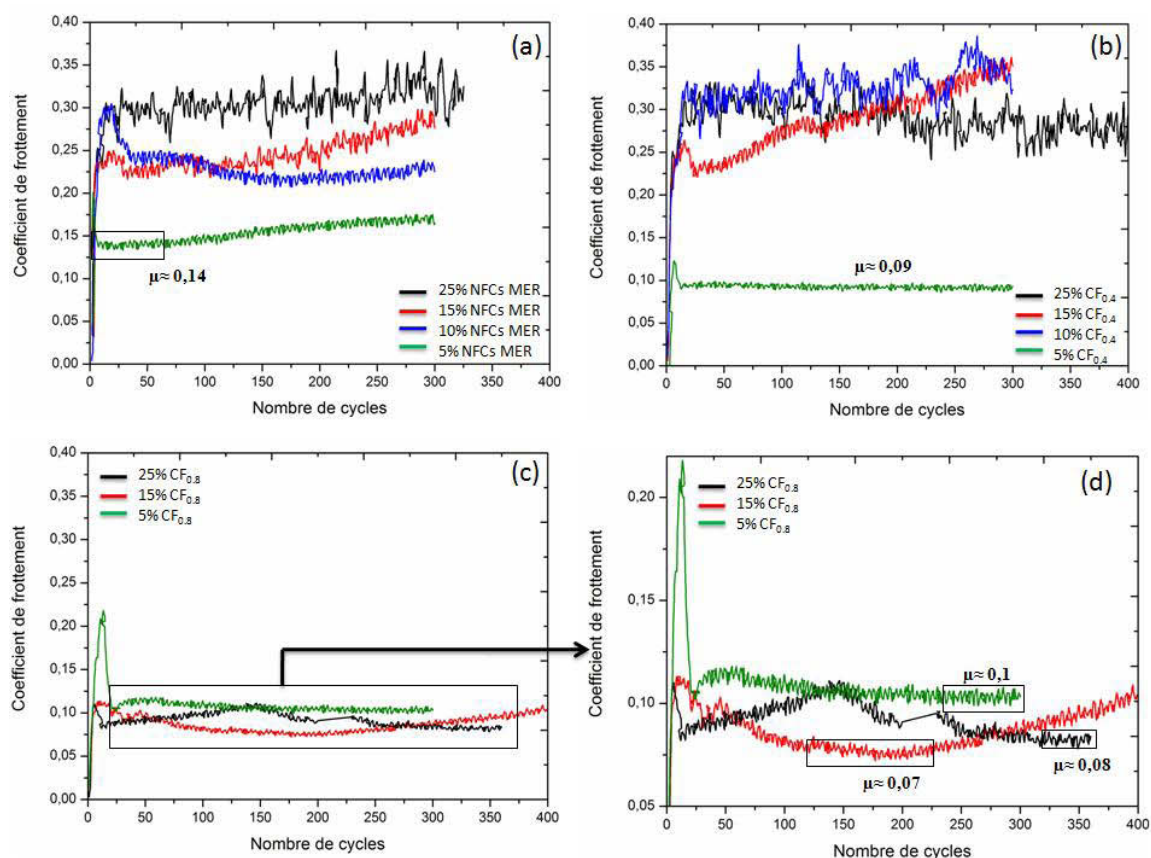 (a)
Coefficient de frottement
0,40
0,35
0,30
0,25
0,20
0,15
0,10
0,05
0,00
μ≈ 0,14
25% NFCs MER
15% NFCs MER
10% NFCs MER
5% NFCs MER
0 50 100 150 200 250 300 350 400
Nombre de cycles
(b)
Coefficient de frottement
0,40
0,35
0,30
0,25
0,20
0,15
0,10
0,05
0,00
μ≈ 0,09
25% CF0.4
15% CF0.4
10% CF0.4
5% CF0.4
0 50 100 150 200 250 300 350 400
Nombre de cycles
(c)
Coefficient de frottement
0,40
0,35
0,30
0,25
0,20
0,15
0,10
0,05
0,00
25% CF0.8
15% CF0.8
5% CF0.8
0 50 100 150 200 250 300 350 400
Nombre de cycles
(d)
Coefficient de frottement
0,20
0,15
0,10
0,05
25% CF0.8
15% CF0.8
5% CF0.8
μ≈ 0,1
μ≈ 0,07
μ≈ 0,08
0 50 100 150 200 250 300 350 400
Nombre de cycles